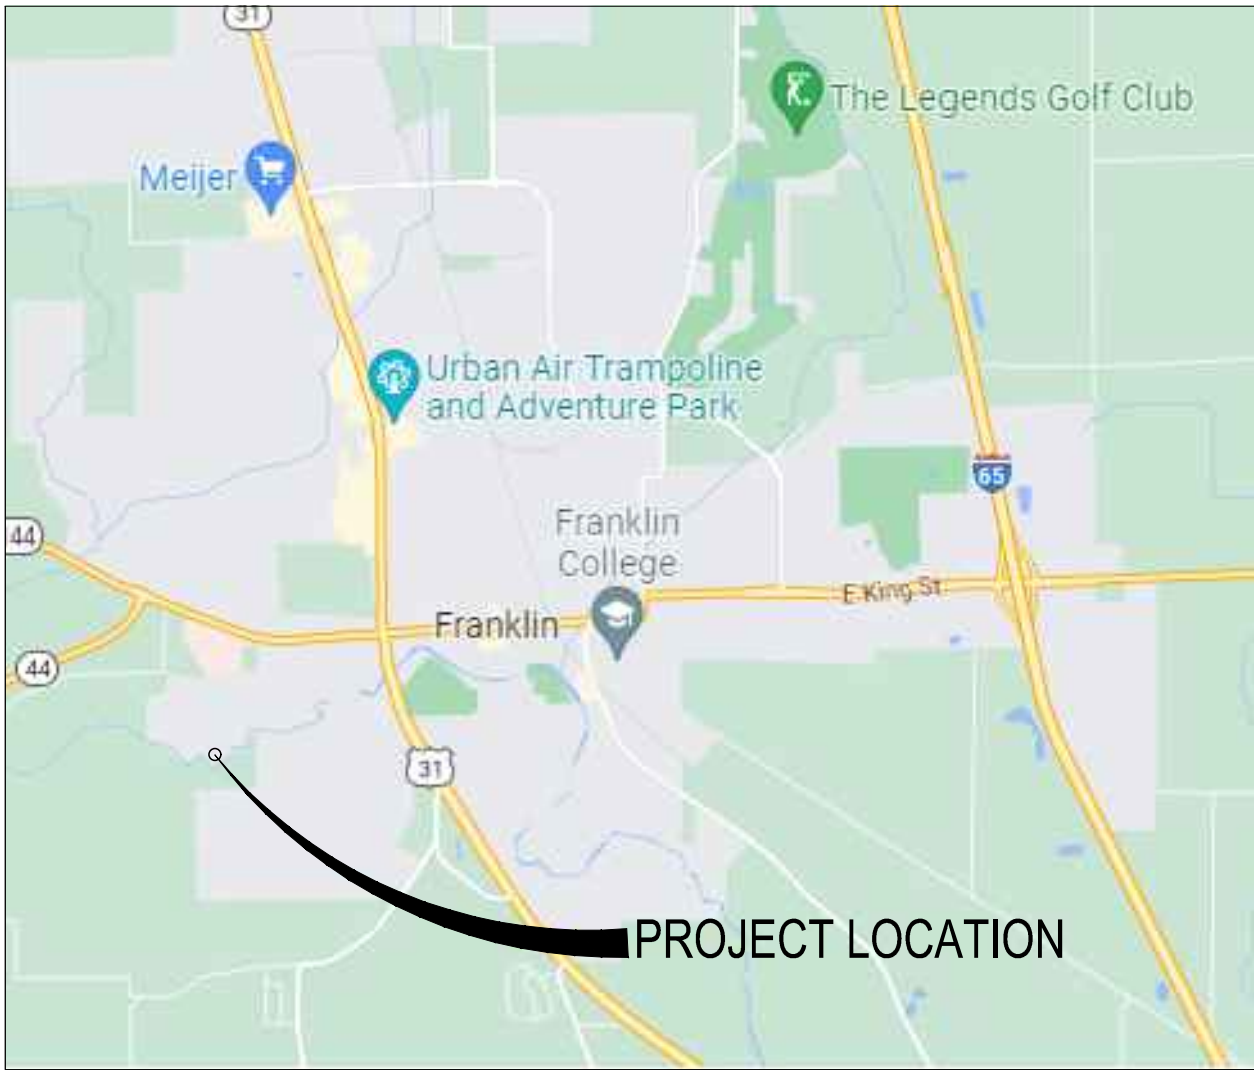 31
The Legends Golf Club
Meijer
Urban Air Trampoline
and Adventure Park
65
Franklin
College
44
E King St
Franklin
44
31
PROJECT LOCATION